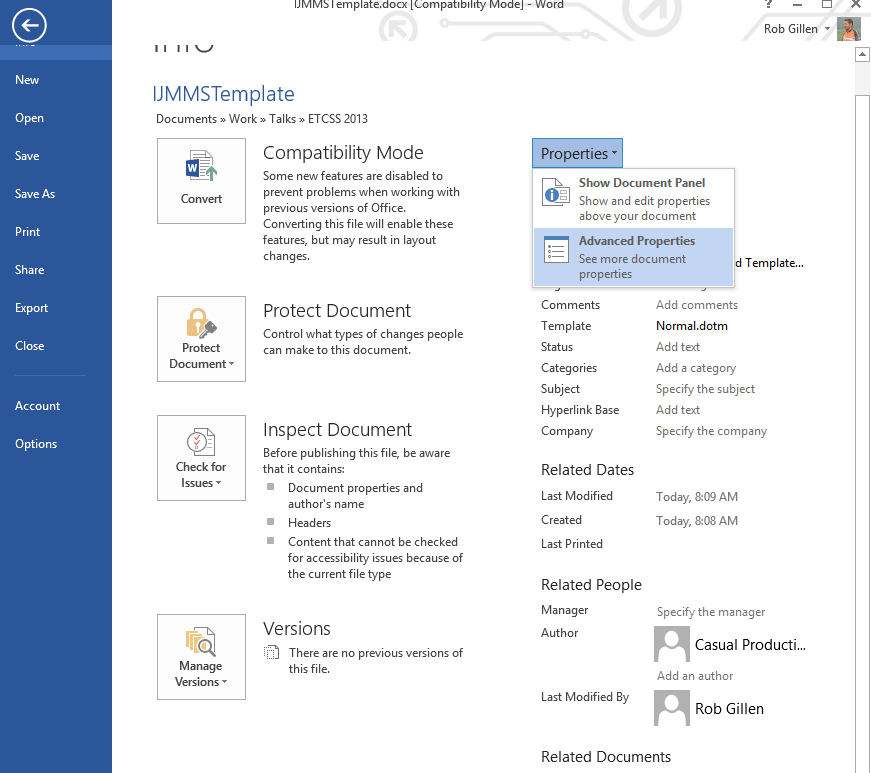 IJMMSTemplate.docx [Compatibility Mode] - Word
?
Rob Gillen
Info
Info
New
Open
Save
Save As
Print
Share
Export
Close
Account
Options
IJMMSTemplate
Documents » Work » Talks » ETCSS 2013
Convert
Compatibility Mode
Some new features are disabled to
prevent problems when working with
previous versions of Office.
Converting this file will enable these
features, but may result in layout
changes.
Protect
Document
Protect Document
Control what types of changes people
can make to this document.
Check for
Issues
Inspect Document
Before publishing this file, be aware
that it contains:
Document properties and
author's name
Headers
Content that cannot be checked
for accessibility issues because of
the current file type
Manage
Versions
Versions
There are no previous versions of
this file.
Properties
Show Document Panel
Show and edit properties
above your document
Advanced Properties
See more document
properties
d Template...
Comments Add comments
Template Normal.dotm
Status Add text
Categories Add a category
Subject Specify the subject
Hyperlink Base Add text
Company Specify the company
Related Dates
Last Modified Today, 8:09 AM
Created Today, 8:08 AM
Last Printed
Related People
Manager Specify the manager
Author Casual Producti...
Add an author
Last Modified By Rob Gillen
Related Documents